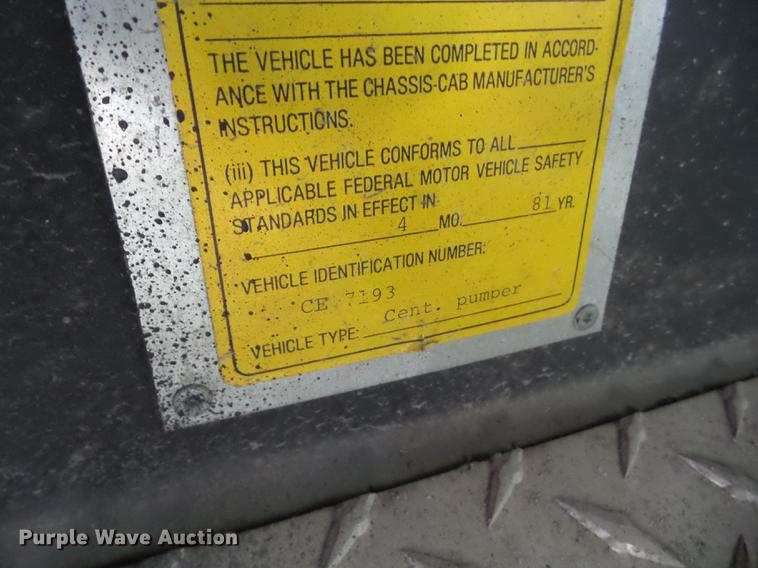 THE VEHICLE HAS BEEN COMPLETED IN ACCORD-
ANCE WITH THE CHASSIS-CAB MANUFACTURER'S
INSTRUCTIONS.
(iii) THIS VEHICLE CONFORMS TO ALL
APPLICABLE FEDERAL MOTOR VEHICLE SAFETY
STANDARDS IN EFFECT IN
4 MO. 81 YR.
VEHICLE IDENTIFICATION NUMBER:
CE 7193
VEHICLE TYPE: Cent. pumper
Purple Wave Auction®